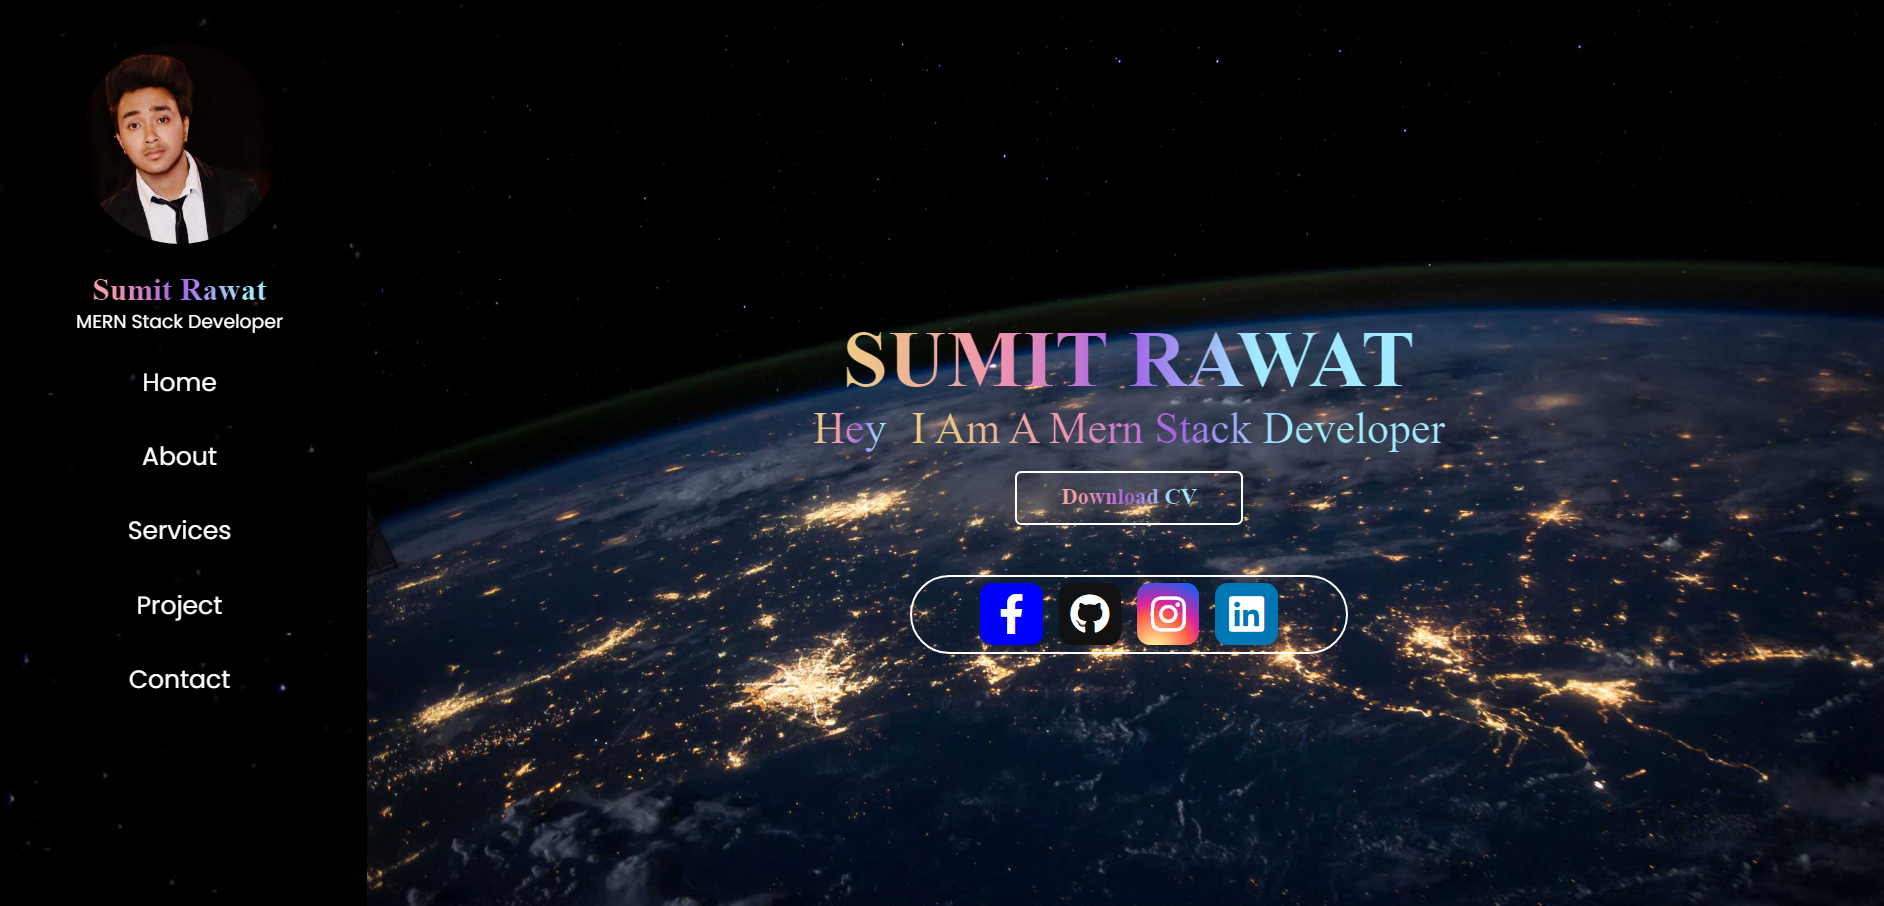 Sumit Rawat
MERN Stack Developer
Home
About
Services
Project
Contact
SUMIT RAWAT
Hey I Am A Mern Stack Developer
Download CV